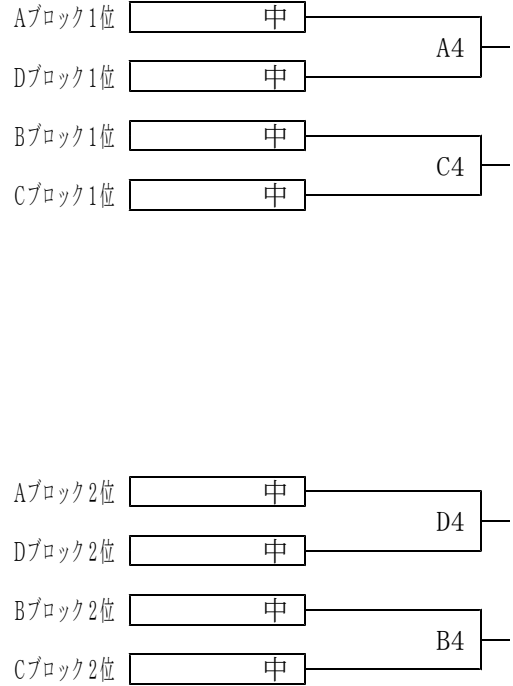 Aブロック1位 中
A4
Dブロック1位 中
Bブロック1位 中
C4
Cブロック1位 中
Aブロック2位 中
D4
Dブロック2位 中
Bブロック2位 中
B4
Cブロック2位 中